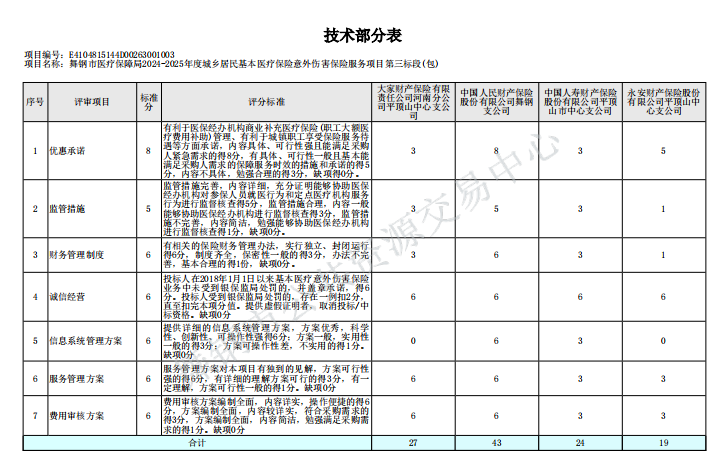 技术部分表
项目编号：E4104815144D00263001003
项目名称：舞钢市医疗保障局2024-2025年度城乡居民基本医疗保险意外伤害保险服务项目第三标段(包)
序号 评审项目 标准分 评分标准 大家财产保险有限责任公司河南分公司平顶山中心支公司 中国人民财产保险股份有限公司舞钢支公司 中国人寿财产保险股份有限公司平顶山市中心支公司 永安财产保险股份有限公司平顶山中心支公司
1 优惠承诺 8 有利于医保经办机构商业补充医疗保险(职工大额医疗费用补助)管理、有利于城镇职工享受保险服务待遇等方面承诺，内容具体、可行性强且能满足采购人紧急需求的得8分，有具体、可行性一般且基本能满足采购人需求的保障服务时效的措施和承诺的得5分，内容不具体，勉强合理的得3分，缺项得0分。 3 8 3 5
2 监管措施 5 监管措施完善，内容详细，充分证明能够协助医保经办机构对参保人员就医行为和定点医疗机构服务行为进行监督核查得5分，监管措施合理，内容一般能够协助医保经办机构进行监督核查得3分，监管措施不完善，内容简洁，勉强能够协助医保经办机构进行监督核查得1分，缺项0分。 3 5 3 1
3 财务管理制度 6 有相关的保险财务管理办法，实行独立、封闭运行得6分，制度齐全，保密性一般的得3分，办法不完善，基本合理的得1份，缺项0分。 3 6 3 1
4 诚信经营 6 投标人在2018年1月1日以来基本医疗意外伤害保险业务中未受到银保监局处罚的，并盖章承诺，得6分。投标人受到银保监局处罚的，存在一例扣2分，直至扣完本项分值。提供虚假证明者，取消投标/中标资格。缺项0分 6 6 6 6
5 信息系统管理方案 6 提供详细的信息系统管理方案，方案优秀，科学性、创新性、可操作性强得6分；方案一般，实用性一般的得3分；方案可操作性差，不实用的得1分。缺项0分 0 6 3 0
6 服务管理方案 6 服务管理方案对本项目有独到的见解，方案可行性强的得6分，有详细的理解方案可行的得3分，有一定理解，方案可行性一般的得1分。缺项0分 6 6 3 3
7 费用审核方案 6 费用审核方案编制全面，内容详实，操作便捷的得6分，方案编制全面，内容较详实，符合采购需求的得3分，方案编制全面，内容简洁，勉强满足采购需求的得1分。缺项0分 6 6 3 3
合计 27 43 24 19